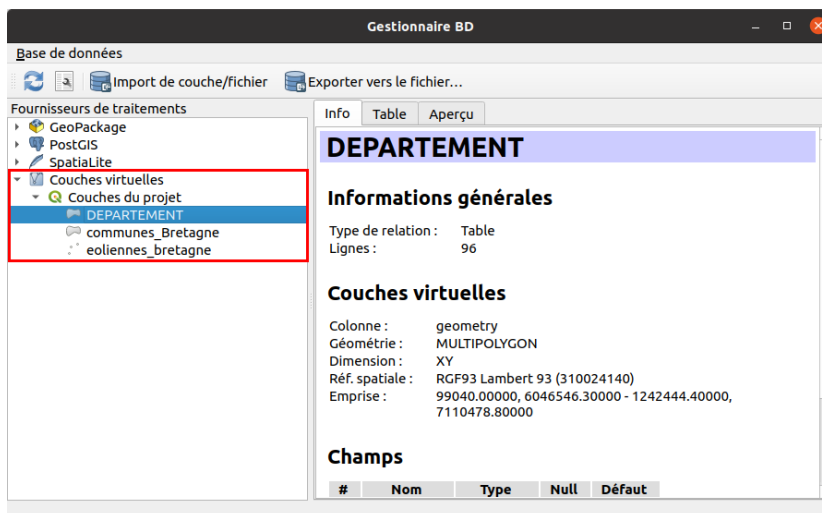 Gestionnaire BD
Base de données
Import de couche/fichier
Exporter vers le fichier...
Fournisseurs de traitements
GeoPackage
PostGIS
SpatiaLite
Couches virtuelles
Couches du projet
DEPARTEMENT
communes_Bretagne
eoliennes_bretagne
Info Table Aperçu
DEPARTEMENT
Informations générales
Type de relation : Table
Lignes : 96
Couches virtuelles
Colonne : geometry
Géométrie : MULTIPOLYGON
Dimension : XY
Réf. spatiale : RGF93 Lambert 93 (310024140)
Emprise : 99040.00000, 6046546.30000 - 1242444.40000,
7110478.80000
Champs
# Nom Type Null Défaut